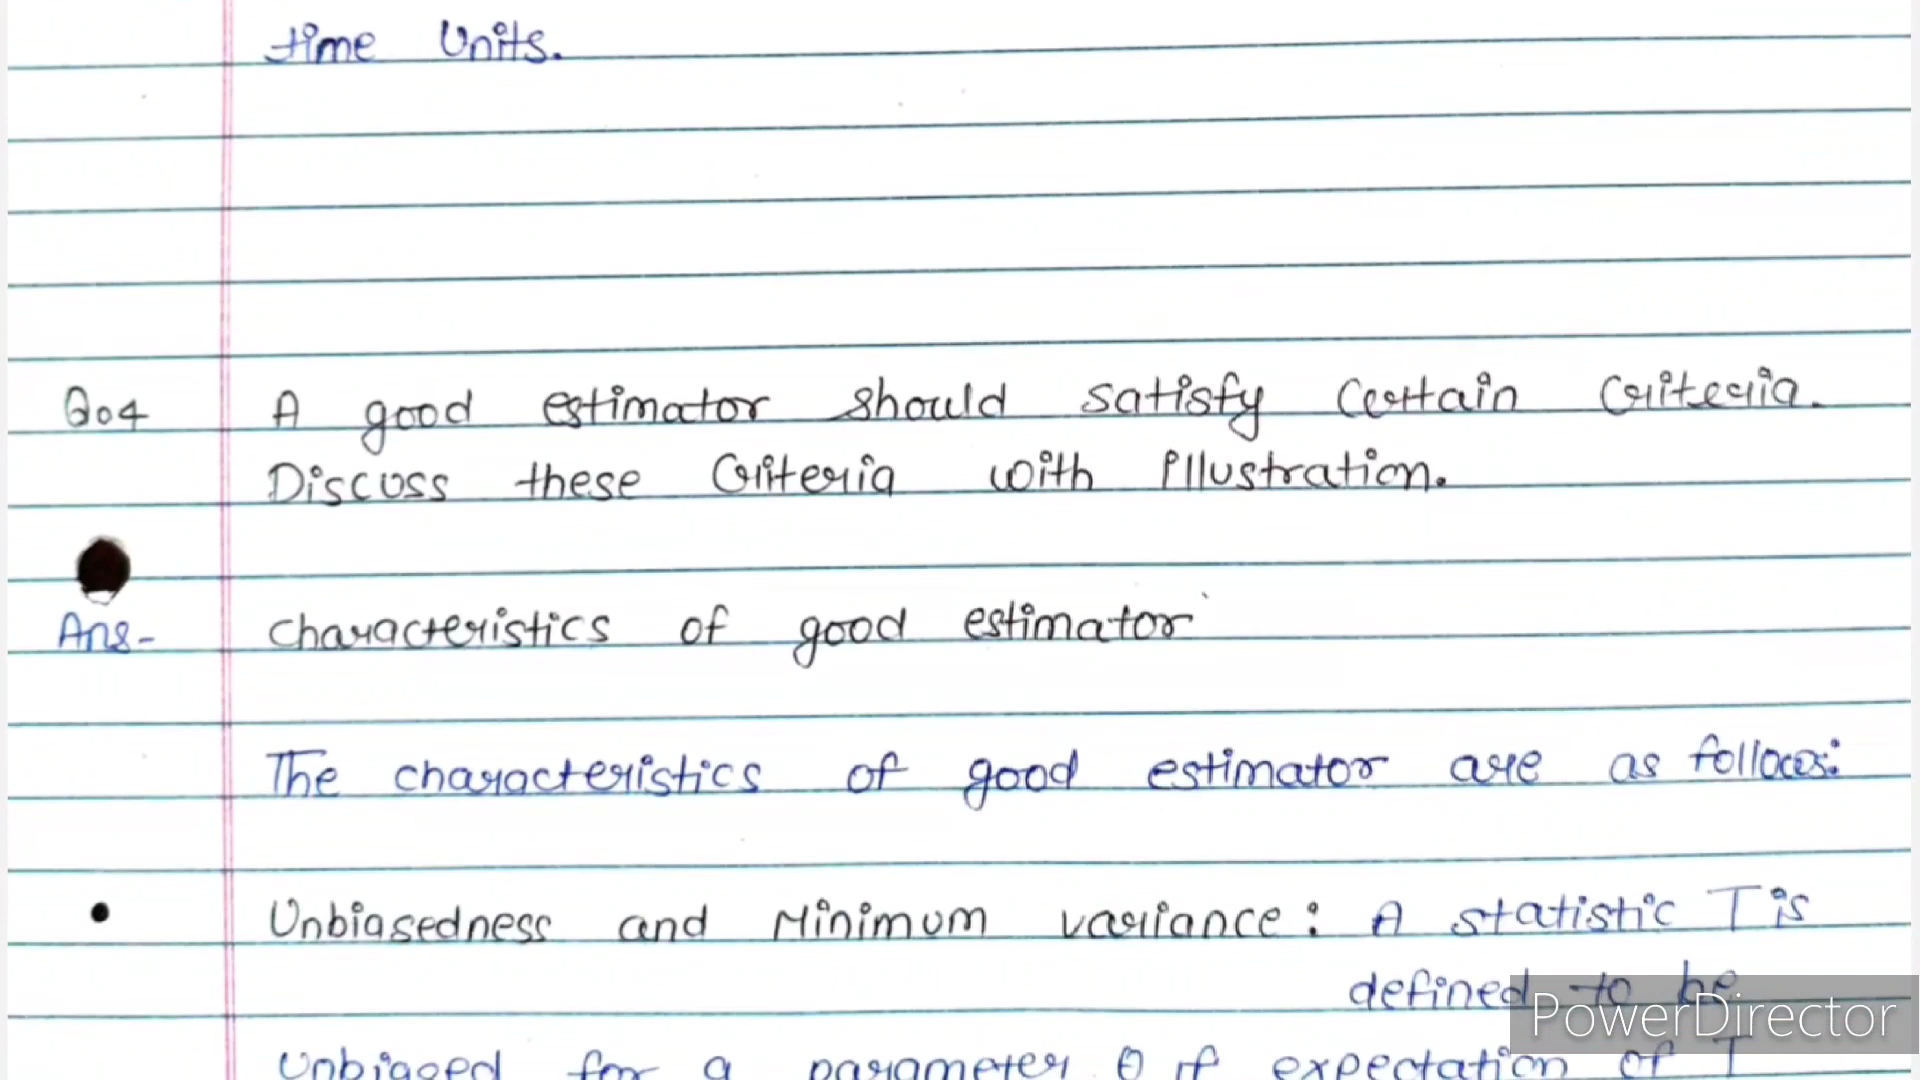 time Units.
Q04 A good estimator should satisfy Certain Criteria.
Discuss these Criteria with illustration.
Ans- Characteristics of good estimator
The characteristics of good estimator are as follows:
• Unbiasedness and Minimum variance: A statistic T is
defined to be
Unbiased for a parameter θ if expectation of T
PowerDirector